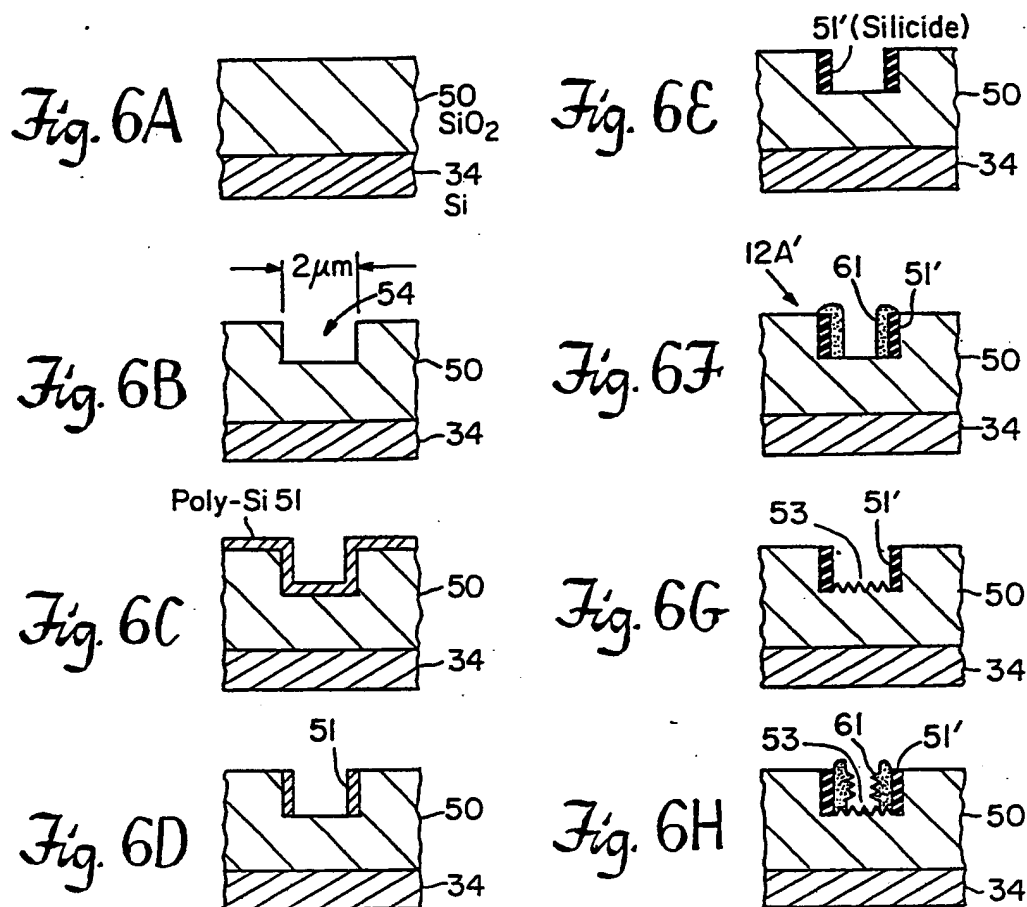 Fig. 6A
50
SiO2
34
Si
Fig. 6B
2μm
54
50
34
Fig. 6C
Poly-Si 51
50
34
Fig. 6D
51
50
34
51′(Silicide)
Fig. 6E
50
34
12A′
61
51′
Fig. 6F
50
34
53
51′
Fig. 6G
50
34
53
61
51′
Fig. 6H
50
34